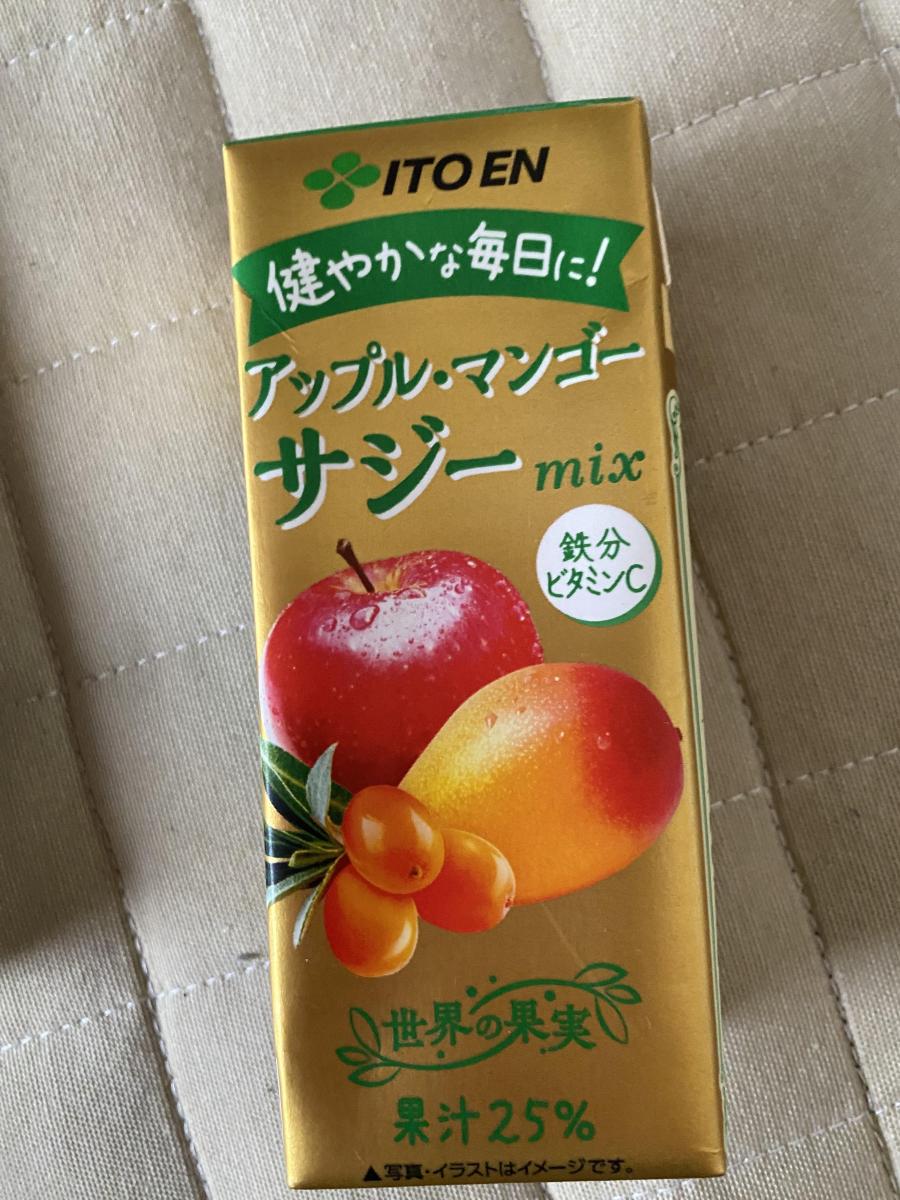 ITO EN
健やかな毎日に!
アップル・マンゴー
サジー mix
鉄分
ビタミンC
世界の果実
果汁25%
▲写真・イラストはイメージです。